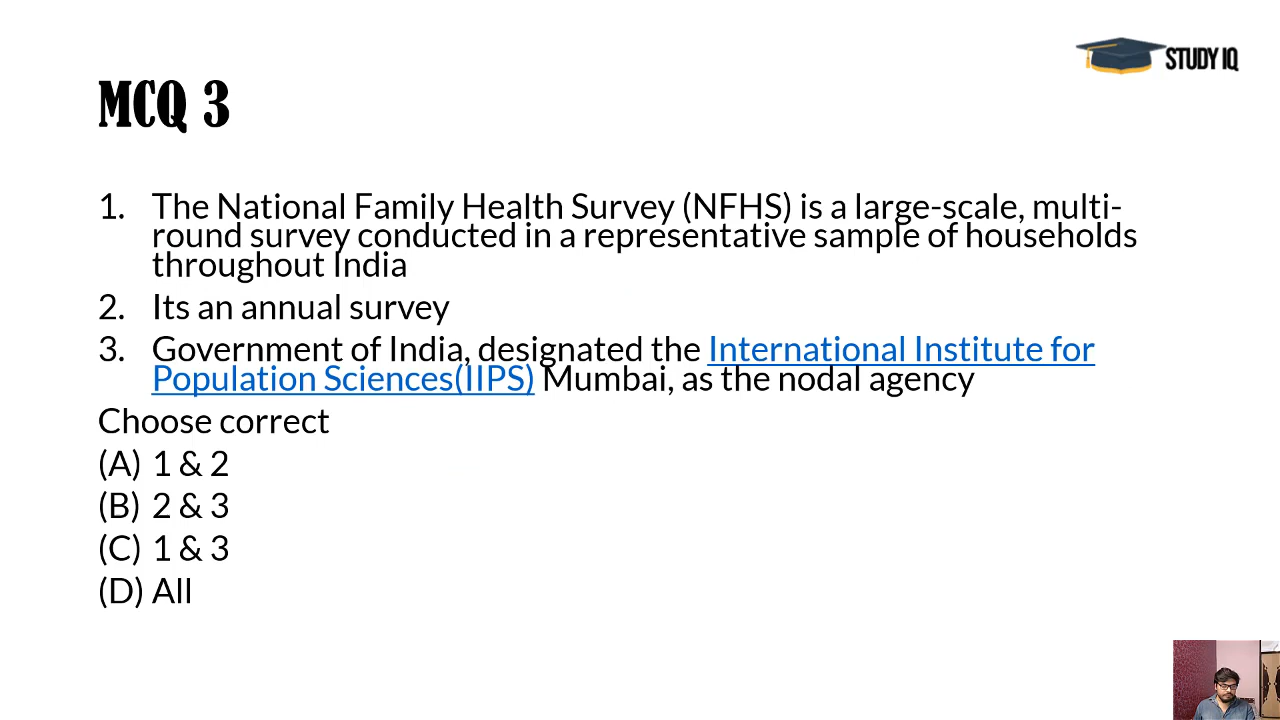 STUDY IQ
MCQ 3
1. The National Family Health Survey (NFHS) is a large-scale, multi-
round survey conducted in a representative sample of households
throughout India
2. Its an annual survey
3. Government of India, designated the International Institute for
Population Sciences(IIPS) Mumbai, as the nodal agency
Choose correct
(A) 1 & 2
(B) 2 & 3
(C) 1 & 3
(D) All